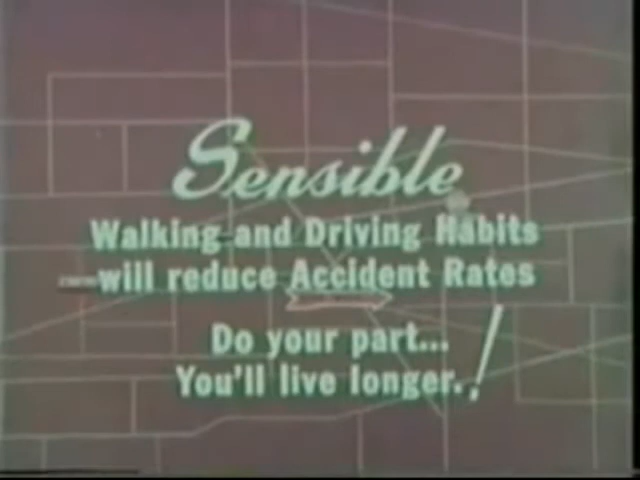 Sensible
Walking and Driving Habits
—will reduce Accident Rates
Do your part...
You'll live longer.!